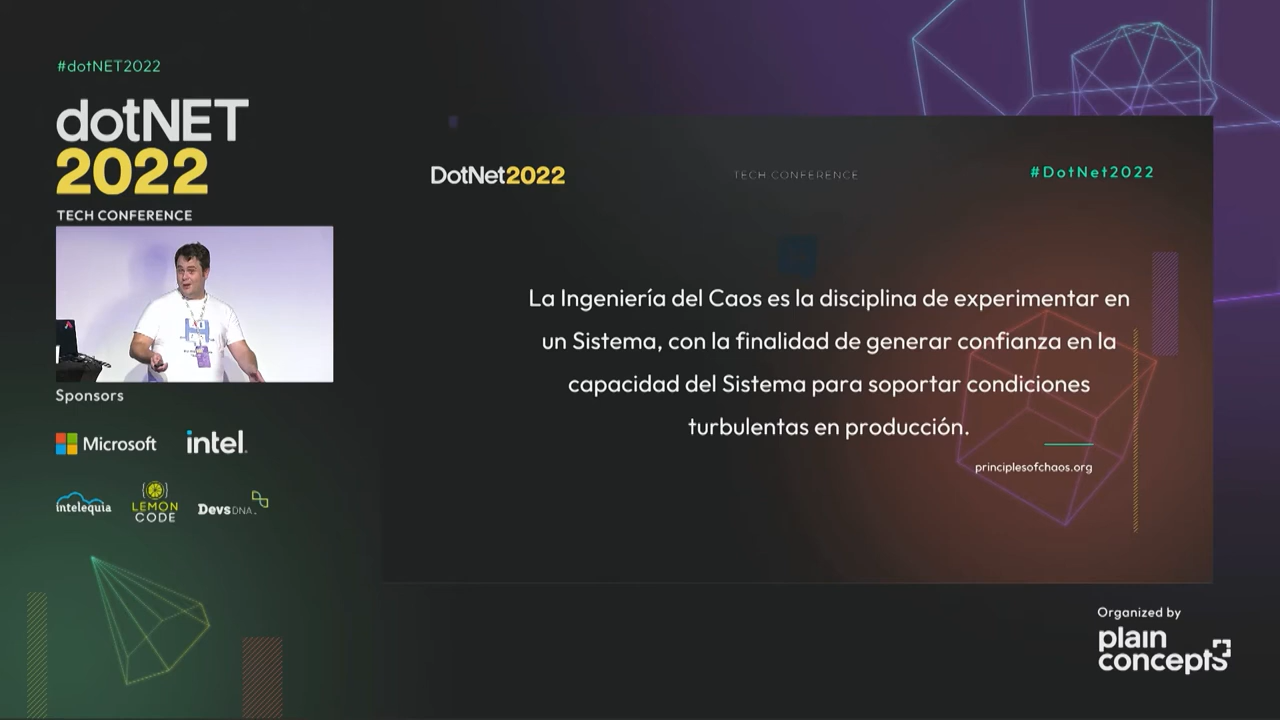 #dotNET2022
dotNET
2022
TECH CONFERENCE
Sponsors
Microsoft
intel.
intelequia
LEMON
CODE
DevsDNA.
DotNet2022
TECH CONFERENCE
#DotNet2022
La Ingeniería del Caos es la disciplina de experimentar en
un Sistema, con la finalidad de generar confianza en la
capacidad del Sistema para soportar condiciones
turbulentas en producción.
principlesofchaos.org
Organized by
plain
concepts